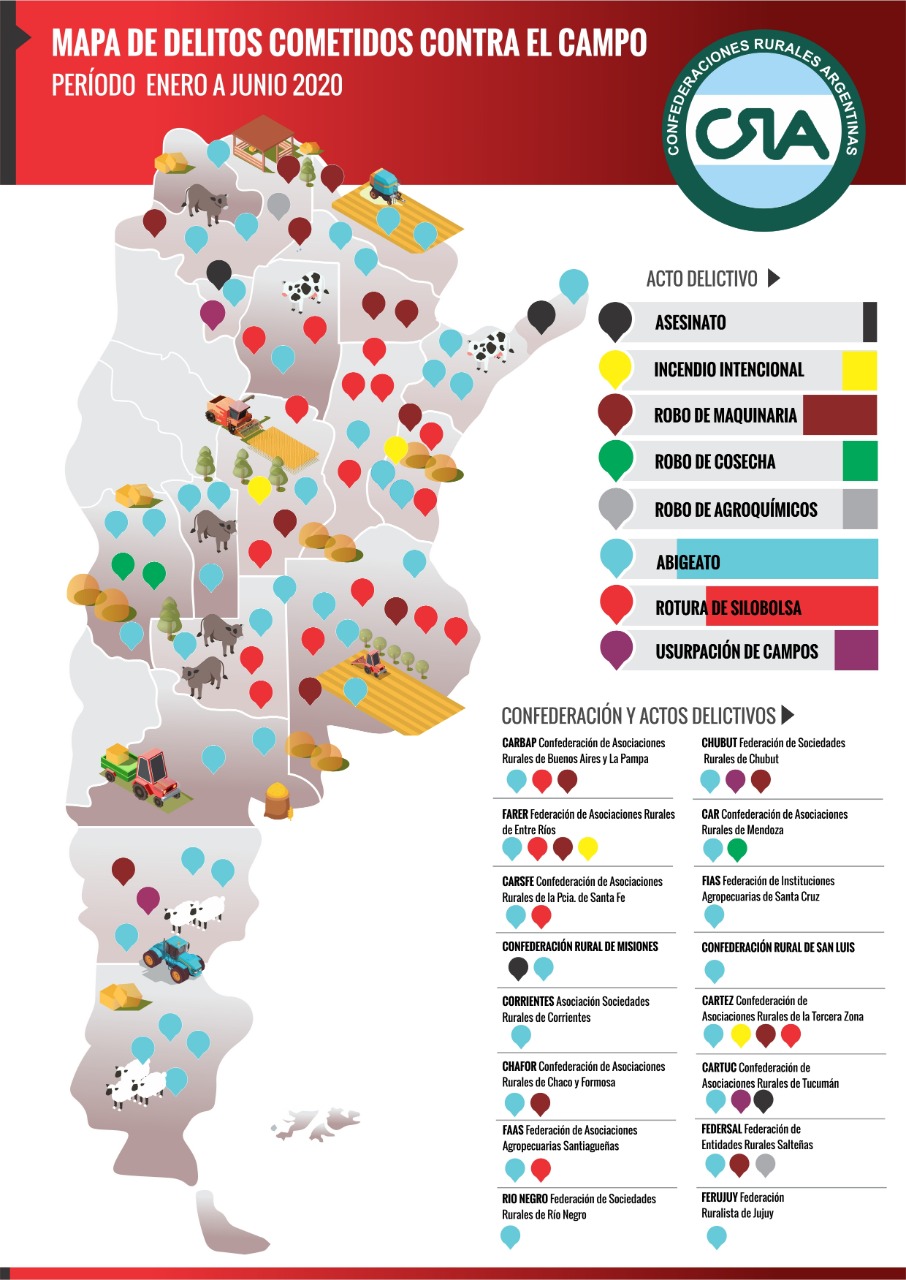 MAPA DE DELITOS COMETIDOS CONTRA EL CAMPO
PERÍODO ENERO A JUNIO 2020
CONFEDERACIONES RURALES ARGENTINAS
CRA
ACTO DELICTIVO
ASESINATO
INCENDIO INTENCIONAL
ROBO DE MAQUINARIA
ROBO DE COSECHA
ROBO DE AGROQUÍMICOS
ABIGEATO
ROTURA DE SILOBOLSA
USURPACIÓN DE CAMPOS
CONFEDERACIÓN Y ACTOS DELICTIVOS
CARBAP Confederación de Asociaciones
Rurales de Buenos Aires y La Pampa
FARER Federación de Asociaciones Rurales
de Entre Ríos
CARSFE Confederación de Asociaciones
Rurales de la Pcia. de Santa Fe
CONFEDERACIÓN RURAL DE MISIONES
CORRIENTES Asociación Sociedades
Rurales de Corrientes
CHAFOR Confederación de Asociaciones
Rurales de Chaco y Formosa
FAAS Federación de Asociaciones
Agropecuarias Santiagueñas
RIO NEGRO Federación de Sociedades
Rurales de Río Negro
CHUBUT Federación de Sociedades
Rurales de Chubut
CAR Confederación de Asociaciones
Rurales de Mendoza
FIAS Federación de Instituciones
Agropecuarias de Santa Cruz
CONFEDERACIÓN RURAL DE SAN LUIS
CARTEZ Confederación de
Asociaciones Rurales de la Tercera Zona
CARTUC Confederación de
Asociaciones Rurales de Tucumán
FEDERSAL Federación de
Entidades Rurales Salteñas
FERUJUY Federación
Ruralista de Jujuy